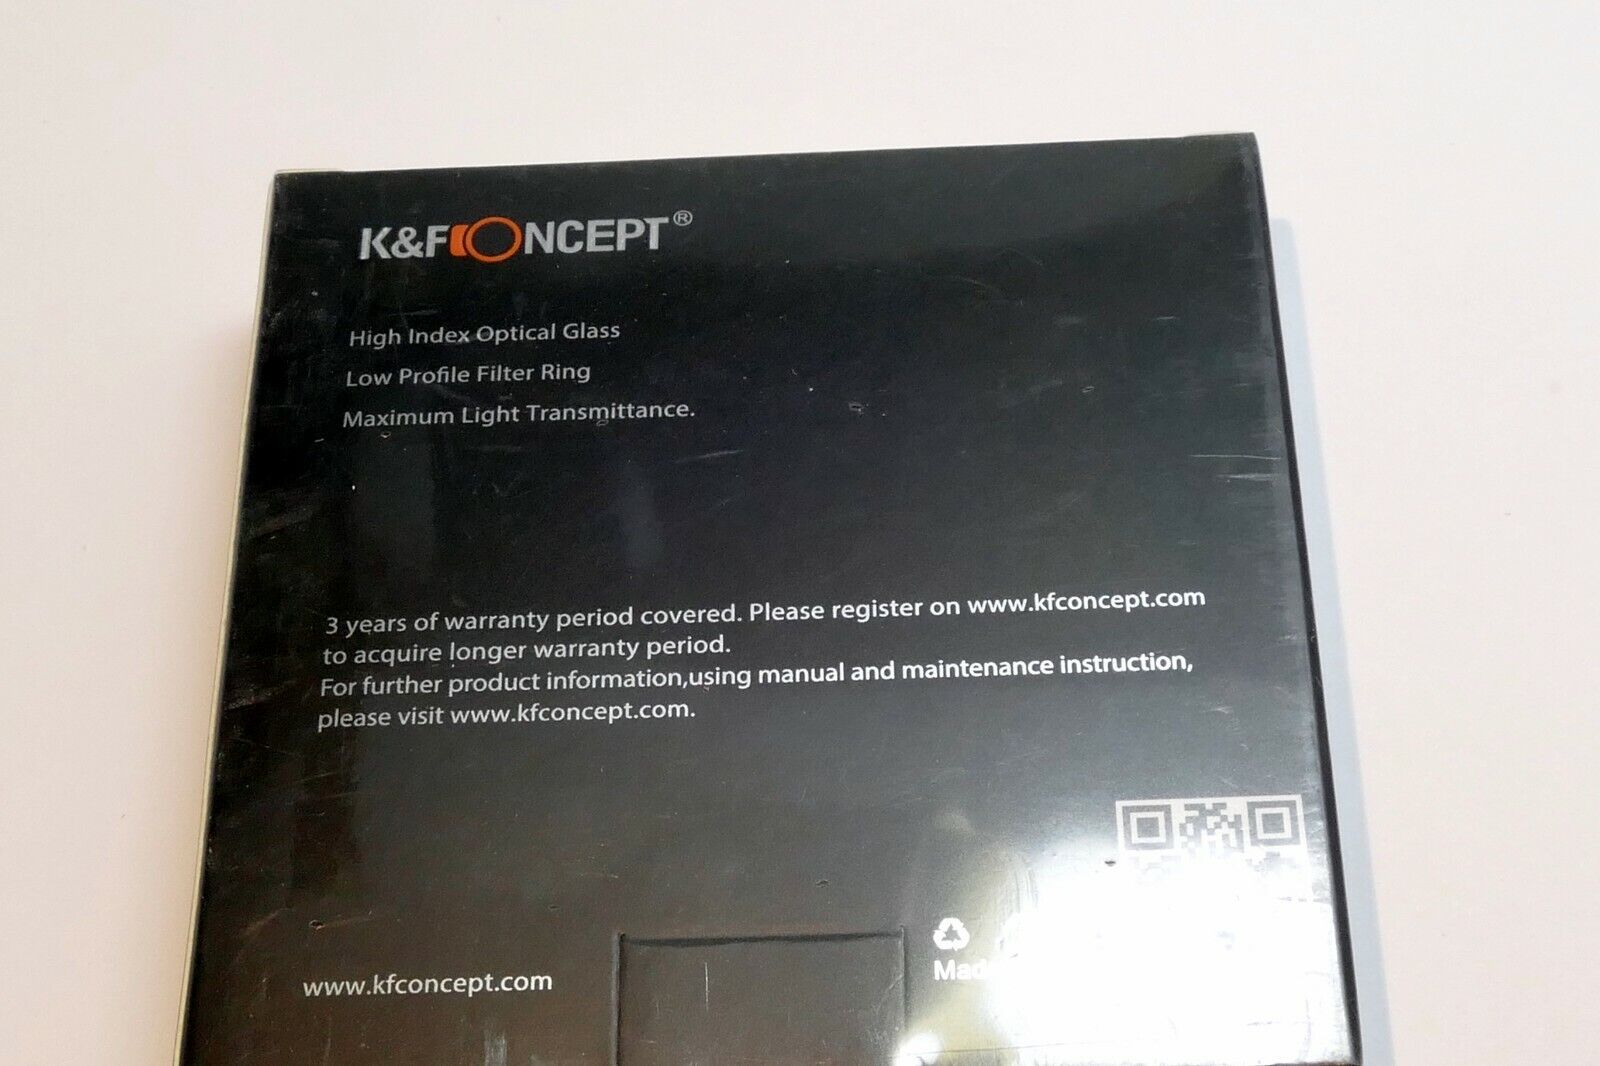 K&FCONCEPT®
High Index Optical Glass
Low Profile Filter Ring
Maximum Light Transmittance.
3 years of warranty period covered. Please register on www.kfconcept.com
to acquire longer warranty period.
For further product information,using manual and maintenance instruction,
please visit www.kfconcept.com.
www.kfconcept.com